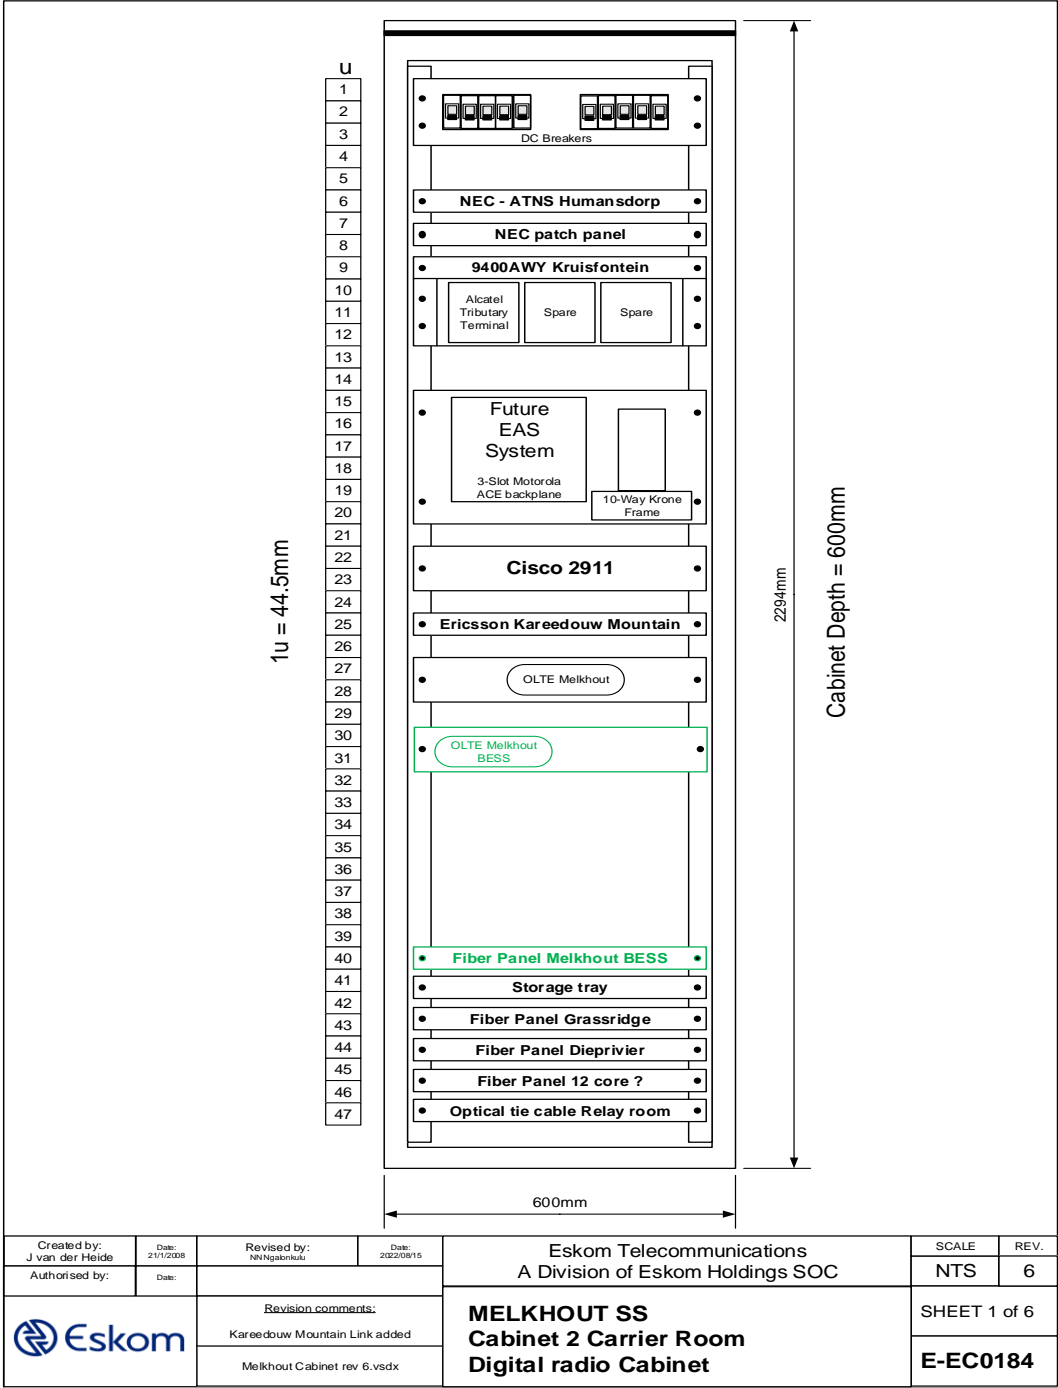 u
1
2
3
4
5
6
7
8
9
10
11
12
13
14
15
16
17
18
19
20
21
22
23
24
25
26
27
28
29
30
31
32
33
34
35
36
37
38
39
40
41
42
43
44
45
46
47
1u = 44.5mm
DC Breakers
NEC - ATNS Humansdorp
NEC patch panel
9400AWY Kruisfontein
Alcatel
Tributary
Terminal
Spare
Spare
Future
EAS
System
3-Slot Motorola
ACE backplane
10-Way Krone
Frame
Cisco 2911
Ericsson Kareedouw Mountain
OLTE Melkhout
OLTE Melkhout
BESS
Fiber Panel Melkhout BESS
Storage tray
Fiber Panel Grassridge
Fiber Panel Dieprivier
Fiber Panel 12 core ?
Optical tie cable Relay room
2294mm
Cabinet Depth = 600mm
600mm
Created by:
J van der Heide
Date:
21/1/2008
Revised by:
NN Ngalonkulu
Date:
2022/08/15
Authorised by:
Date:
Eskom
Revision comments:
Kareedouw Mountain Link added
Melkhout Cabinet rev 6.vsdx
Eskom Telecommunications
A Division of Eskom Holdings SOC
MELKHOUT SS
Cabinet 2 Carrier Room
Digital radio Cabinet
SCALE
NTS
REV.
6
SHEET 1 of 6
E-EC0184